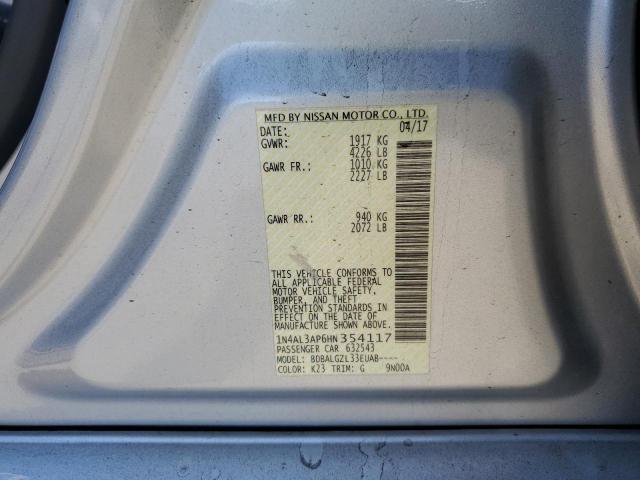 MFD BY NISSAN MOTOR CO., LTD.
DATE: 04/17
GVWR: 1917 KG
4226 LB
GAWR FR.: 1010 KG
2227 LB
GAWR RR.: 940 KG
2072 LB
THIS VEHICLE CONFORMS TO
ALL APPLICABLE FEDERAL
MOTOR VEHICLE SAFETY,
BUMPER, AND THEFT
PREVENTION STANDARDS IN
EFFECT ON THE DATE OF
MANUFACTURE SHOWN ABOVE.
1N4AL3AP6HN354117
PASSENGER CAR 632543
MODEL: BDBALGZL33EUAB----
COLOR: K23 TRIM: G 9N00A